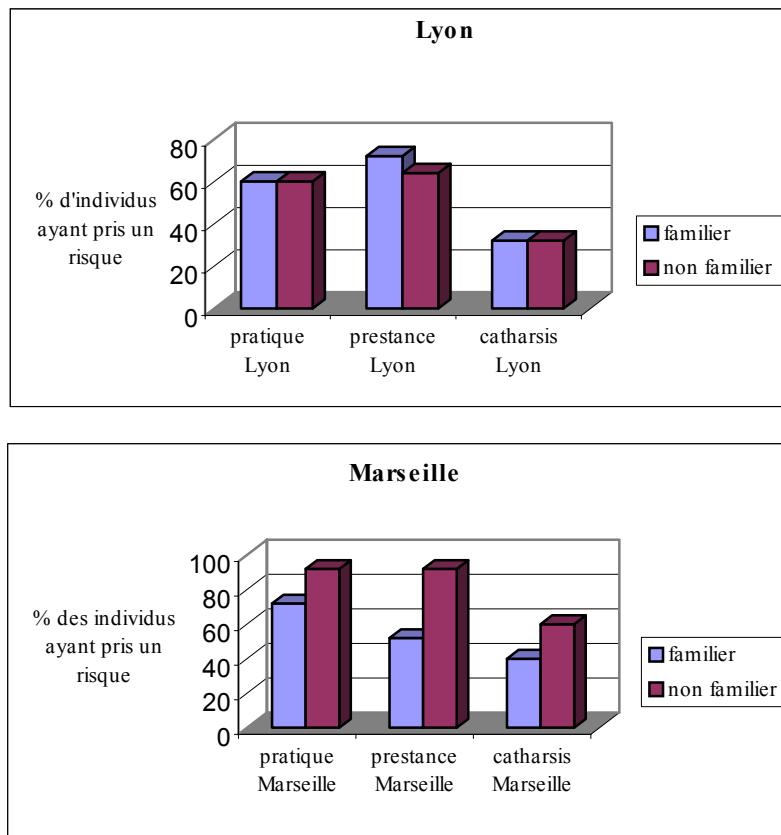 Lyon
80
60
40
20
0
% d'individus
ayant pris un
risque
pratique
Lyon
prestance
Lyon
catharsis
Lyon
familier
non familier
Marseille
100
80
60
40
20
0
% des individus
ayant pris un
risque
pratique
Marseille
prestance
Marseille
catharsis
Marseille
familier
non familier